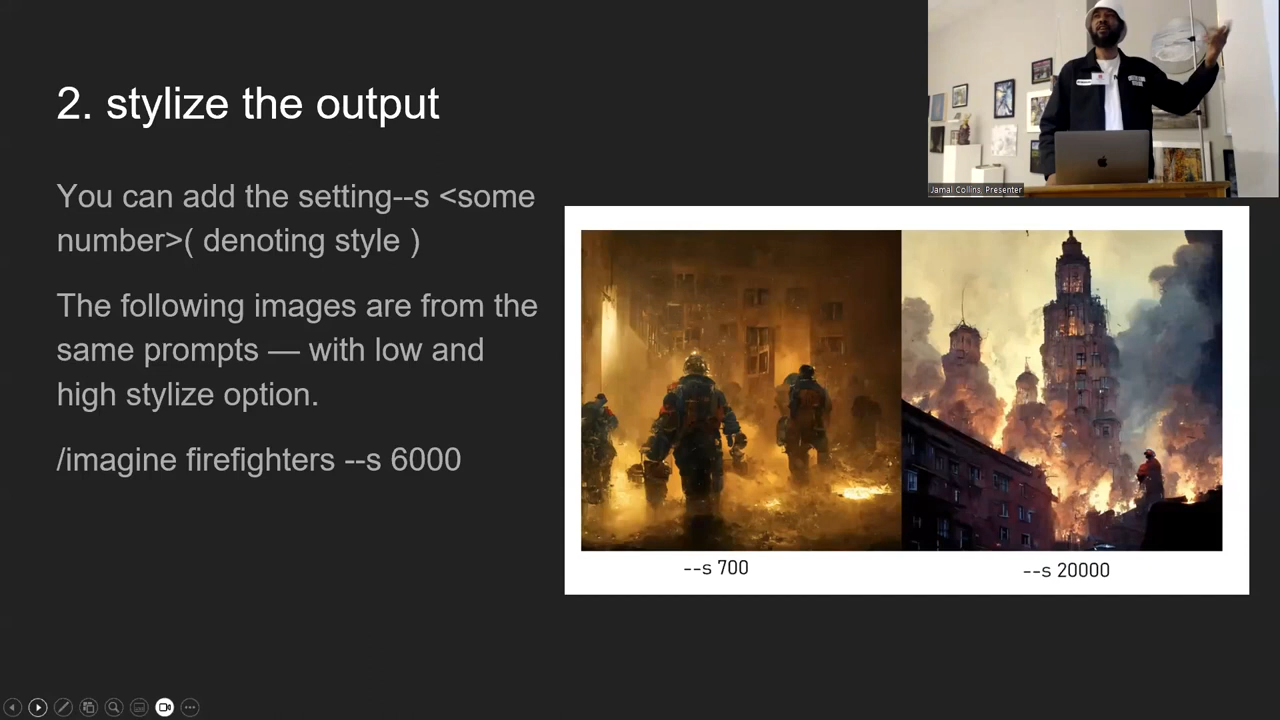 2. stylize the output
You can add the setting--s <some
number>( denoting style )
The following images are from the
same prompts — with low and
high stylize option.
/imagine firefighters --s 6000
Jamal Collins, Presenter
--s 700
--s 20000